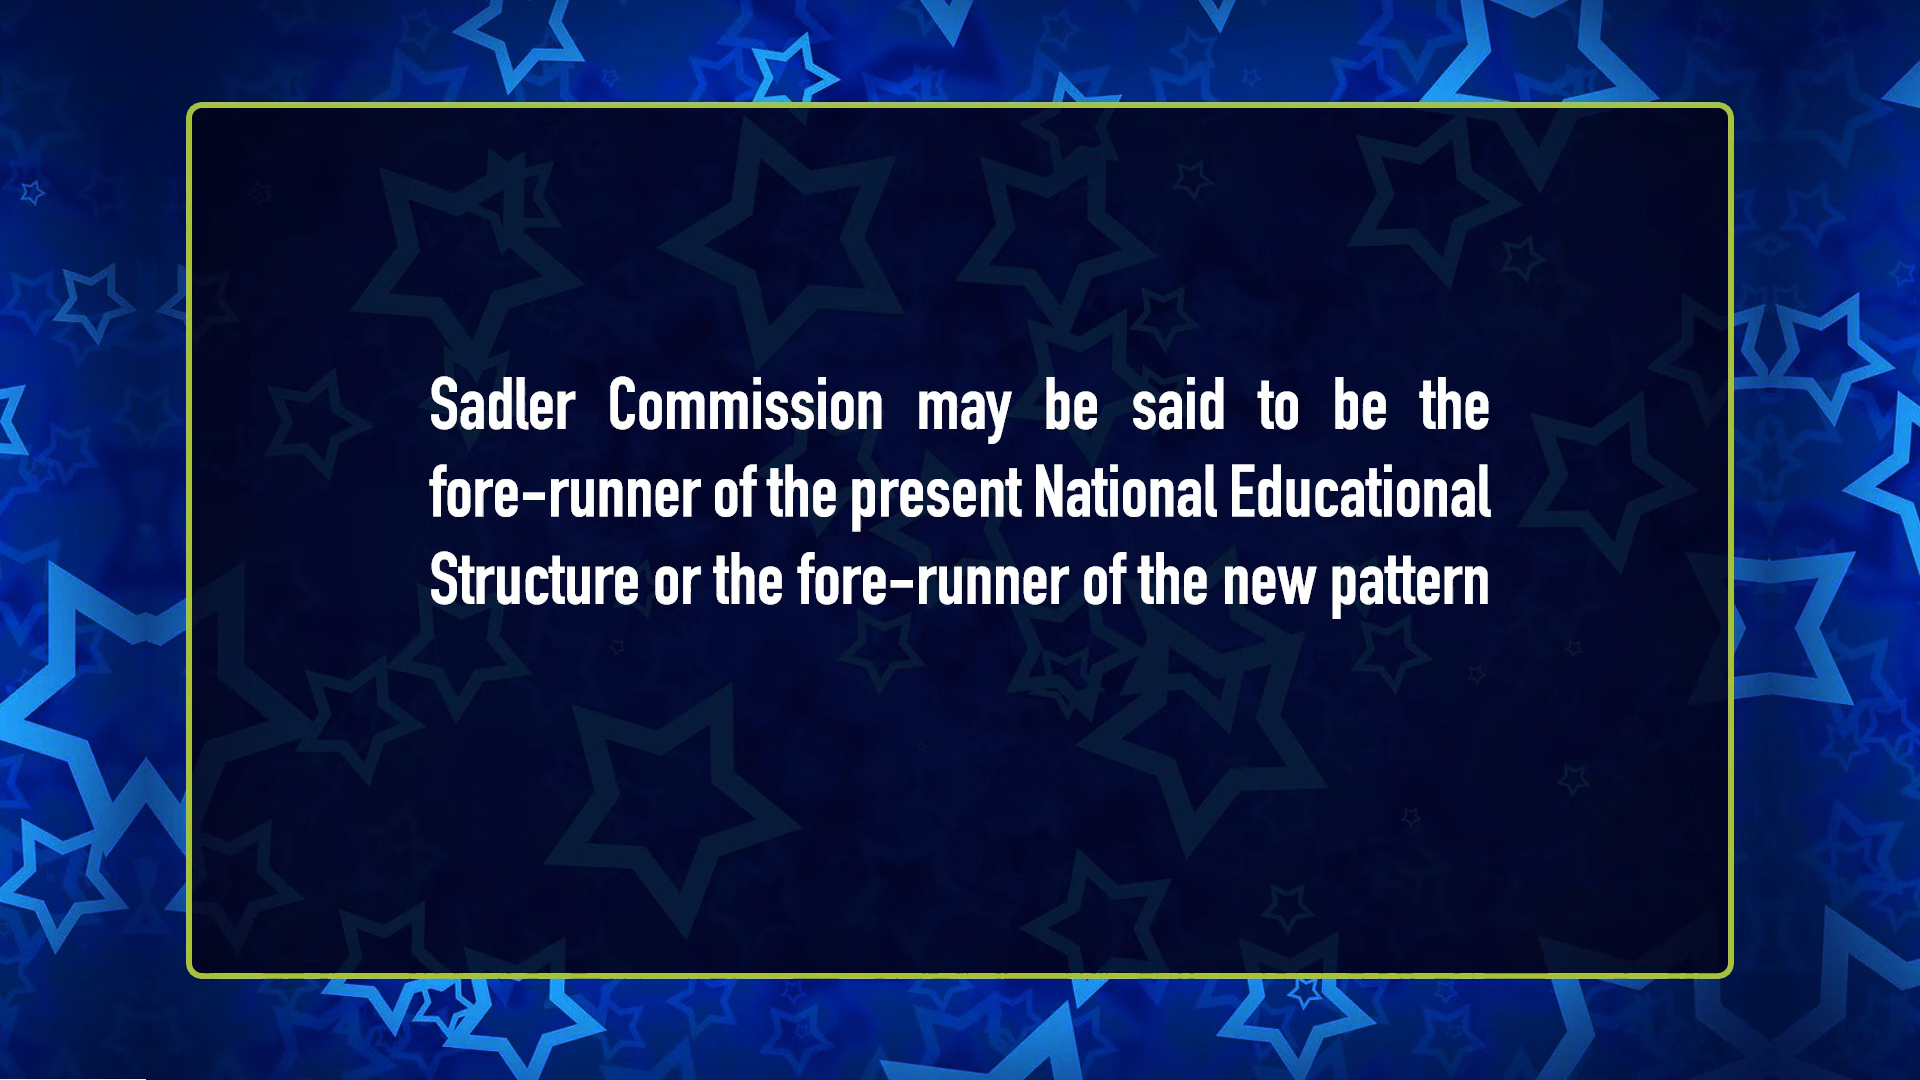 Sadler Commission may be said to be the
fore-runner of the present National Educational
Structure or the fore-runner of the new pattern